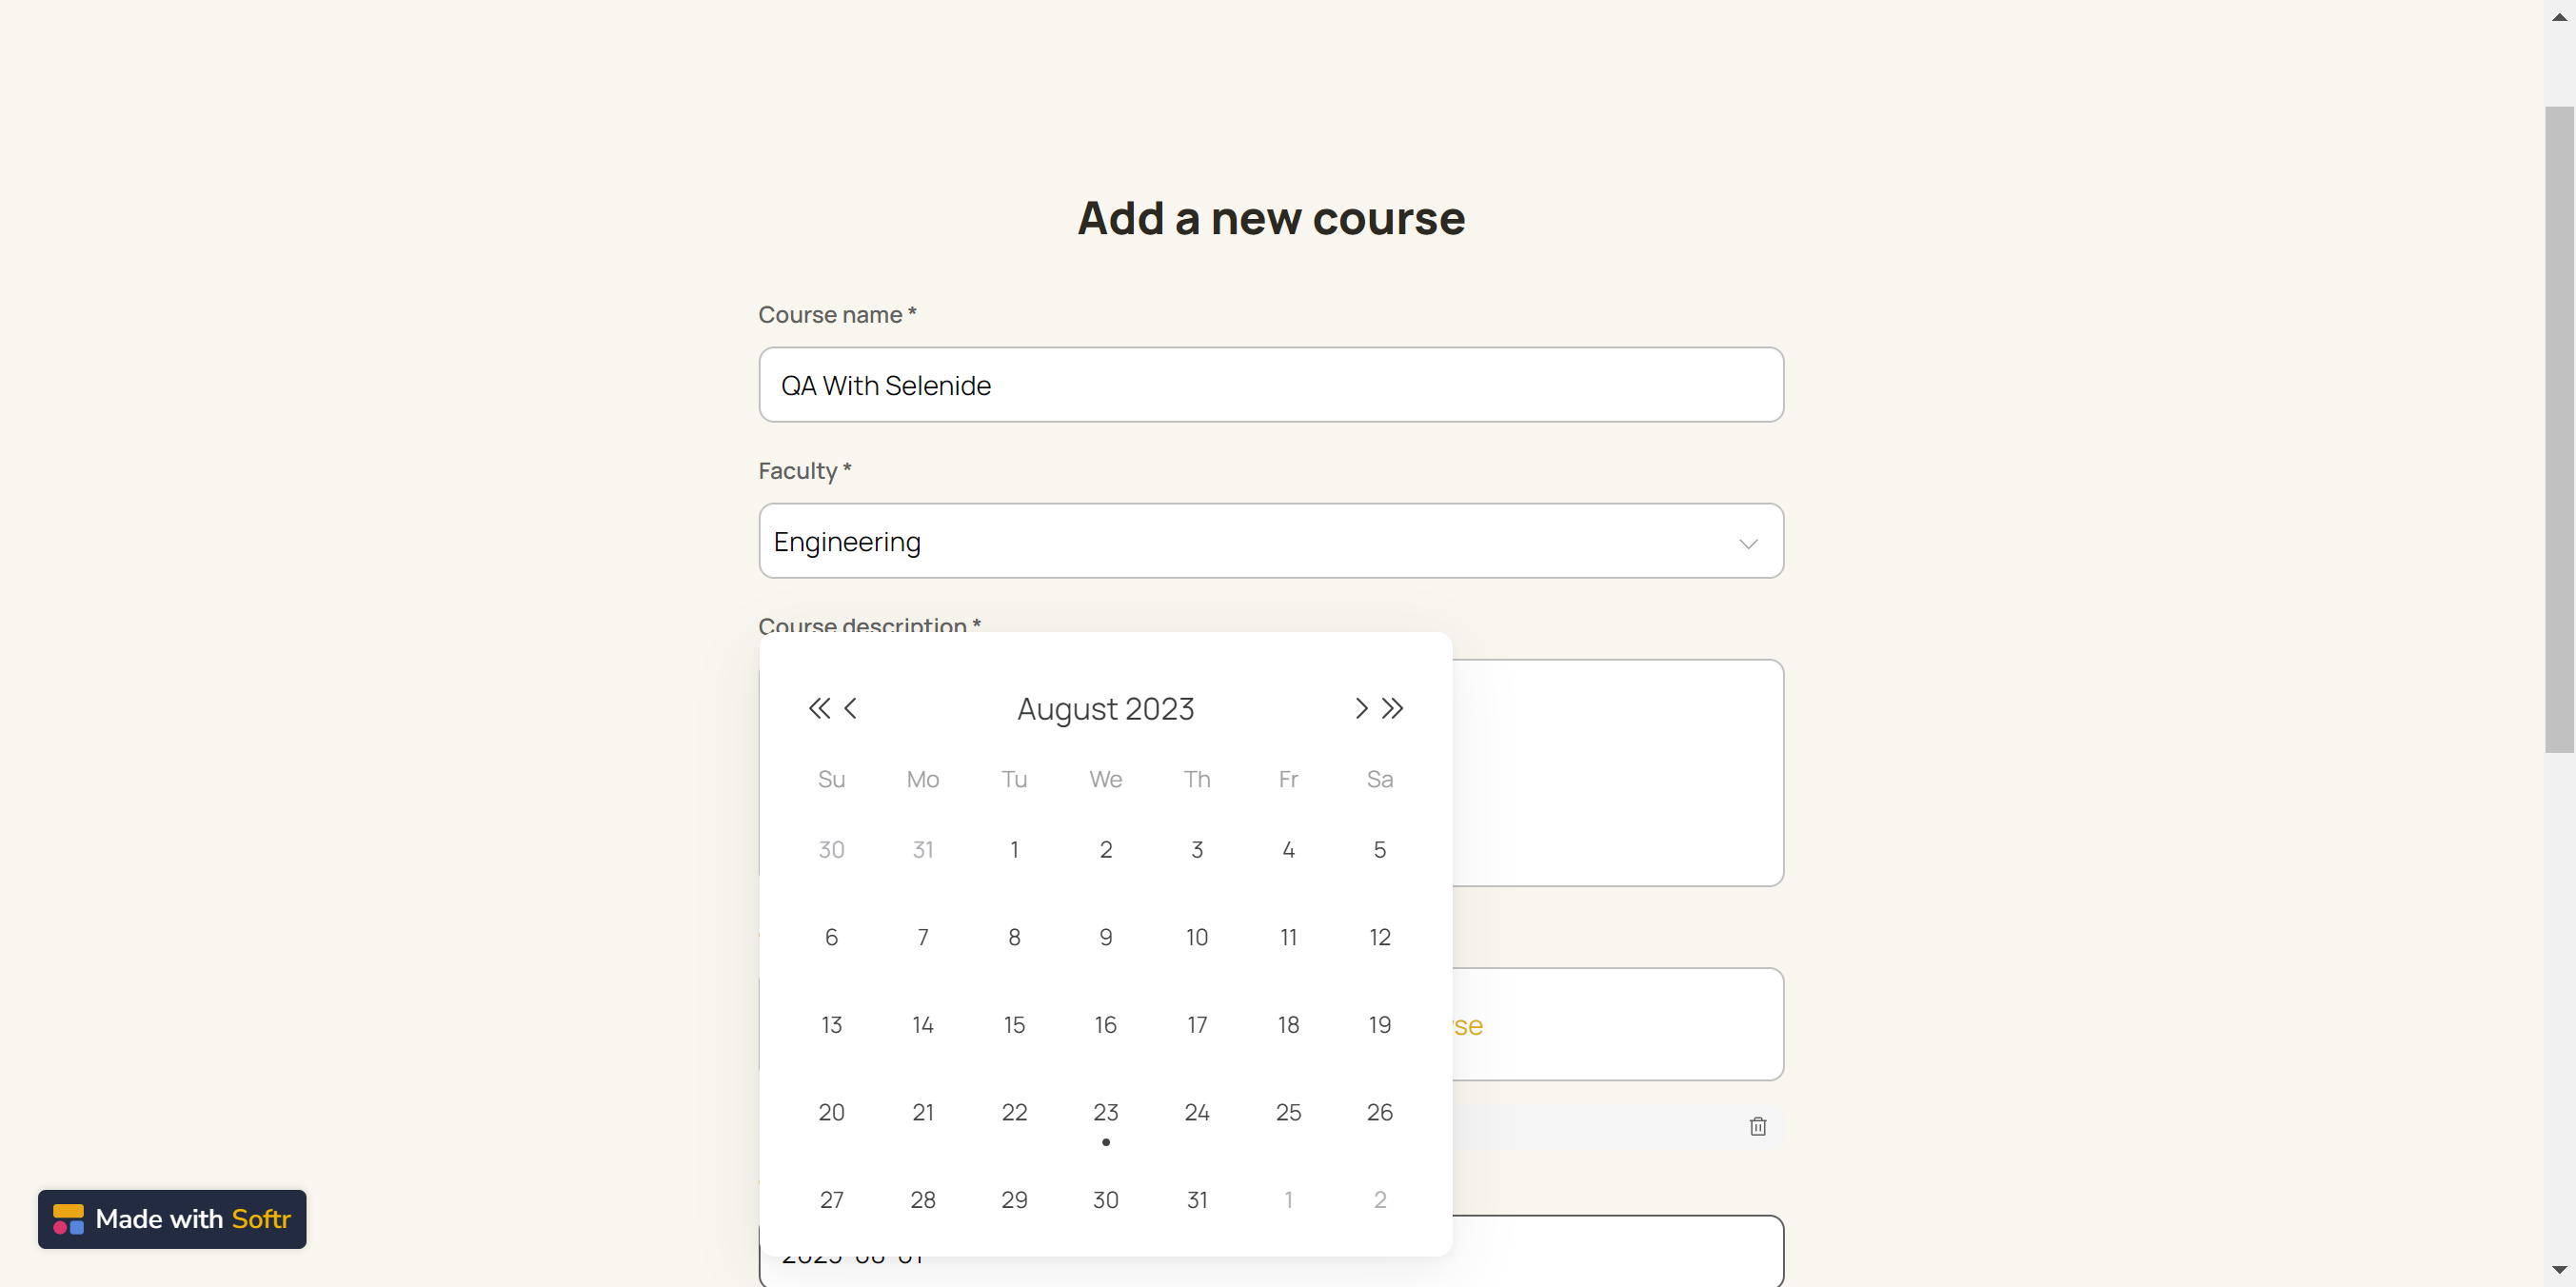 Add a new course
Course name *
QA With Selenide
Faculty *
Engineering
Course description *
August 2023
Su Mo Tu We Th Fr Sa
30 31 1 2 3 4 5
6 7 8 9 10 11 12
13 14 15 16 17 18 19
se
20 21 22 23 24 25 26
27 28 29 30 31 1 2
Made with Softr